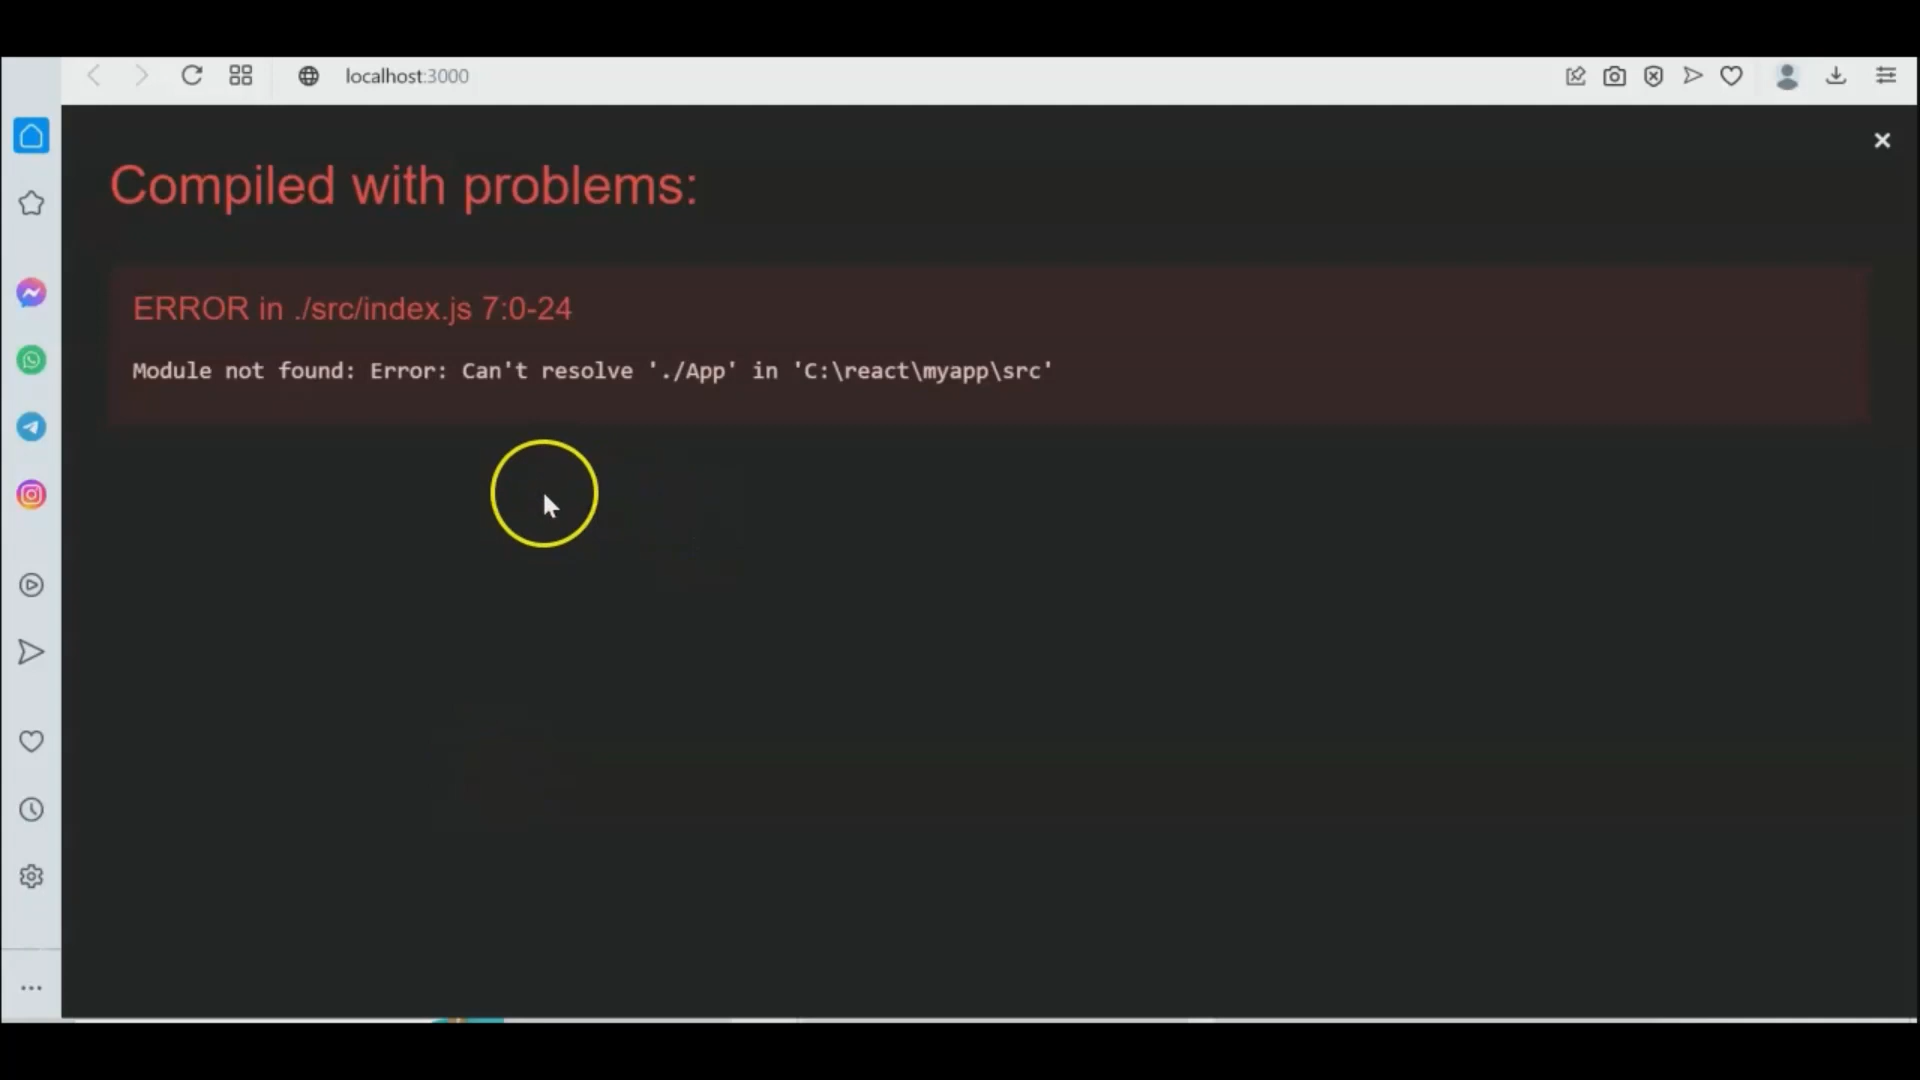 localhost:3000
Compiled with problems:
ERROR in ./src/index.js 7:0-24
Module not found: Error: Can't resolve './App' in 'C:\react\myapp\src'